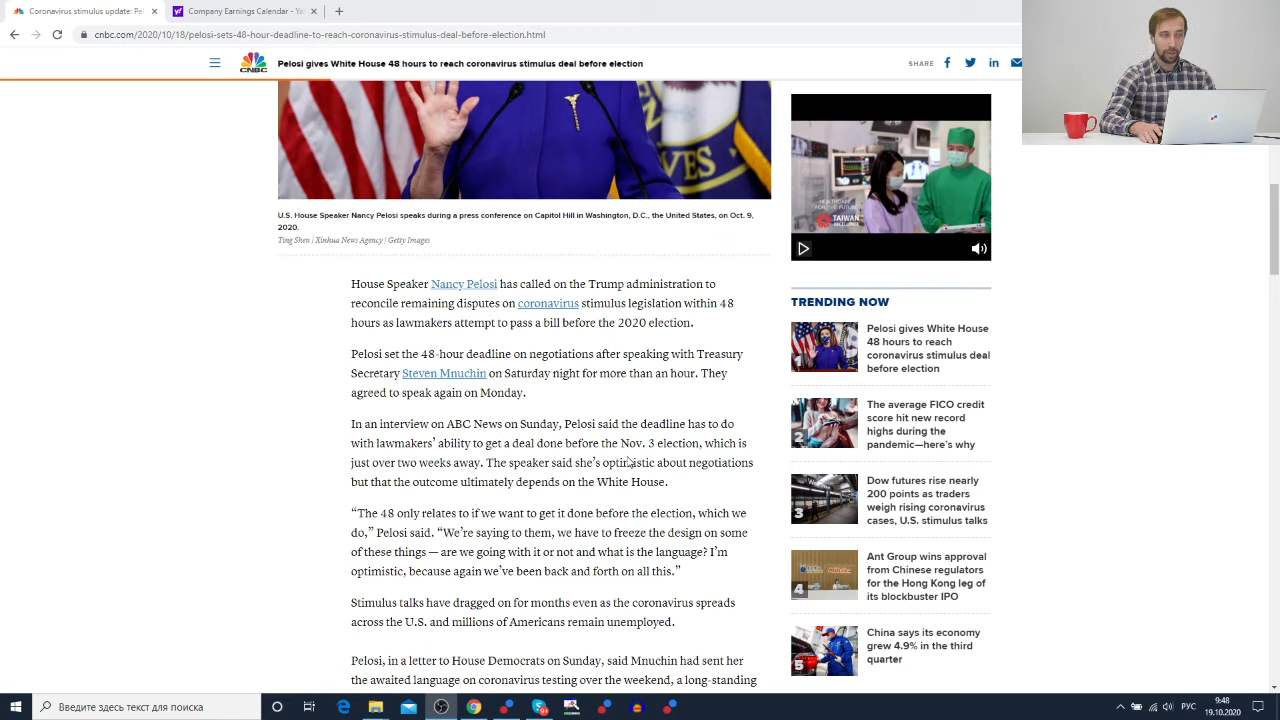 Coronavirus stimulus update: Pel
Company Earnings Calendar - Ya
cnbc.com/2020/10/18/pelosi-sets-48-hour-deadline-to-reach-coronavirus-stimulus-deal-before-election.html
CNBC
Pelosi gives White House 48 hours to reach coronavirus stimulus deal before election
SHARE
VES
U.S. House Speaker Nancy Pelosi speaks during a press conference on Capitol Hill in Washington, D.C., the United States, on Oct. 9,
2020.
Ting Shen | Xinhua News Agency | Getty Images
House Speaker Nancy Pelosi has called on the Trump administration to
reconcile remaining disputes on coronavirus stimulus legislation within 48
hours as lawmakers attempt to pass a bill before the 2020 election.
Pelosi set the 48-hour deadline on negotiations after speaking with Treasury
Secretary Steven Mnuchin on Saturday night for more than an hour. They
agreed to speak again on Monday.
In an interview on ABC News on Sunday, Pelosi said the deadline has to do
with lawmakers’ ability to get a deal done before the Nov. 3 election, which is
just over two weeks away. The speaker said she’s optimistic about negotiations
but that the outcome ultimately depends on the White House.
“The 48 only relates to if we want to get it done before the election, which we
do,” Pelosi said. “We’re saying to them, we have to freeze the design on some
of these things — are we going with it or not and what is the language? I’m
optimistic, because again we’ve been back and forth on all this.”
Stimulus talks have dragged on for months even as the coronavirus spreads
across the U.S. and millions of Americans remain unemployed.
Pelosi, in a letter to House Democrats on Sunday, said Mnuchin had sent her
the awaited language on coronavirus testing over the weekend, a long-standing
HEALTHCARE
FOR THE FUTURE
TAIWAN
EXCELLENCE
TRENDING NOW
1
Pelosi gives White House
48 hours to reach
coronavirus stimulus deal
before election
2
The average FICO credit
score hit new record
highs during the
pandemic—here’s why
3
Dow futures rise nearly
200 points as traders
weigh rising coronavirus
cases, U.S. stimulus talks
4
Ant Group wins approval
from Chinese regulators
for the Hong Kong leg of
its blockbuster IPO
5
China says its economy
grew 4.9% in the third
quarter
Введите здесь текст для поиска
РУС
9:48
19.10.2020